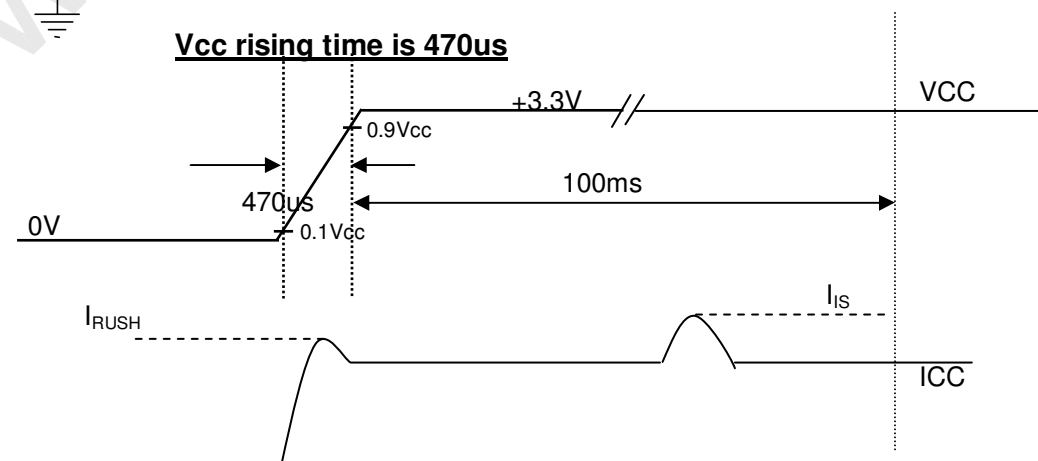 Vcc rising time is 470us
+3.3V
VCC
0.9Vcc
100ms
470us
0V
0.1Vcc
IRUSH
IIS
ICC